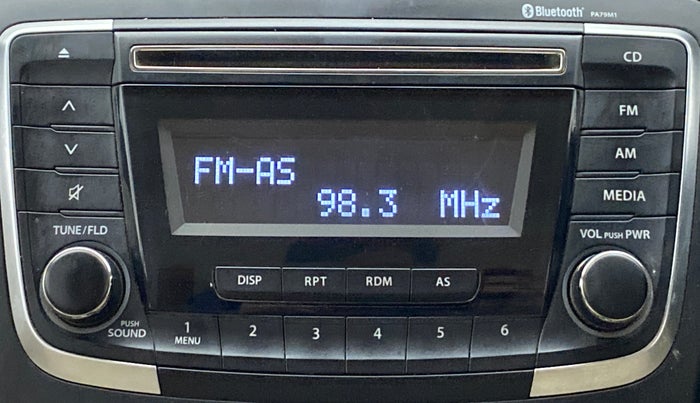 Bluetooth® PA79M1
CD
FM
FM-AS
AM
98.3 MHz
MEDIA
TUNE/FLD
VOL PUSH PWR
DISP RPT RDM AS
PUSH
SOUND
1 2 3 4 5 6
MENU